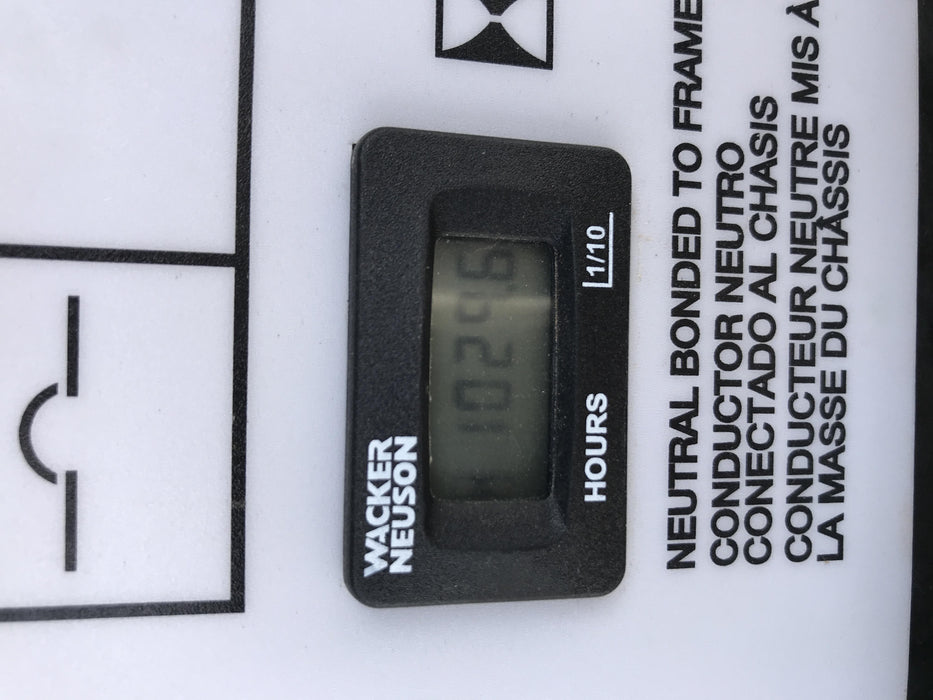 WACKER
NEUSON
HOURS 1/10
NEUTRAL BONDED TO FRAME
CONDUCTOR NEUTRO
CONECTADO AL CHASIS
CONDUCTEUR NEUTRE MIS À
LA MASSE DU CHÂSSIS